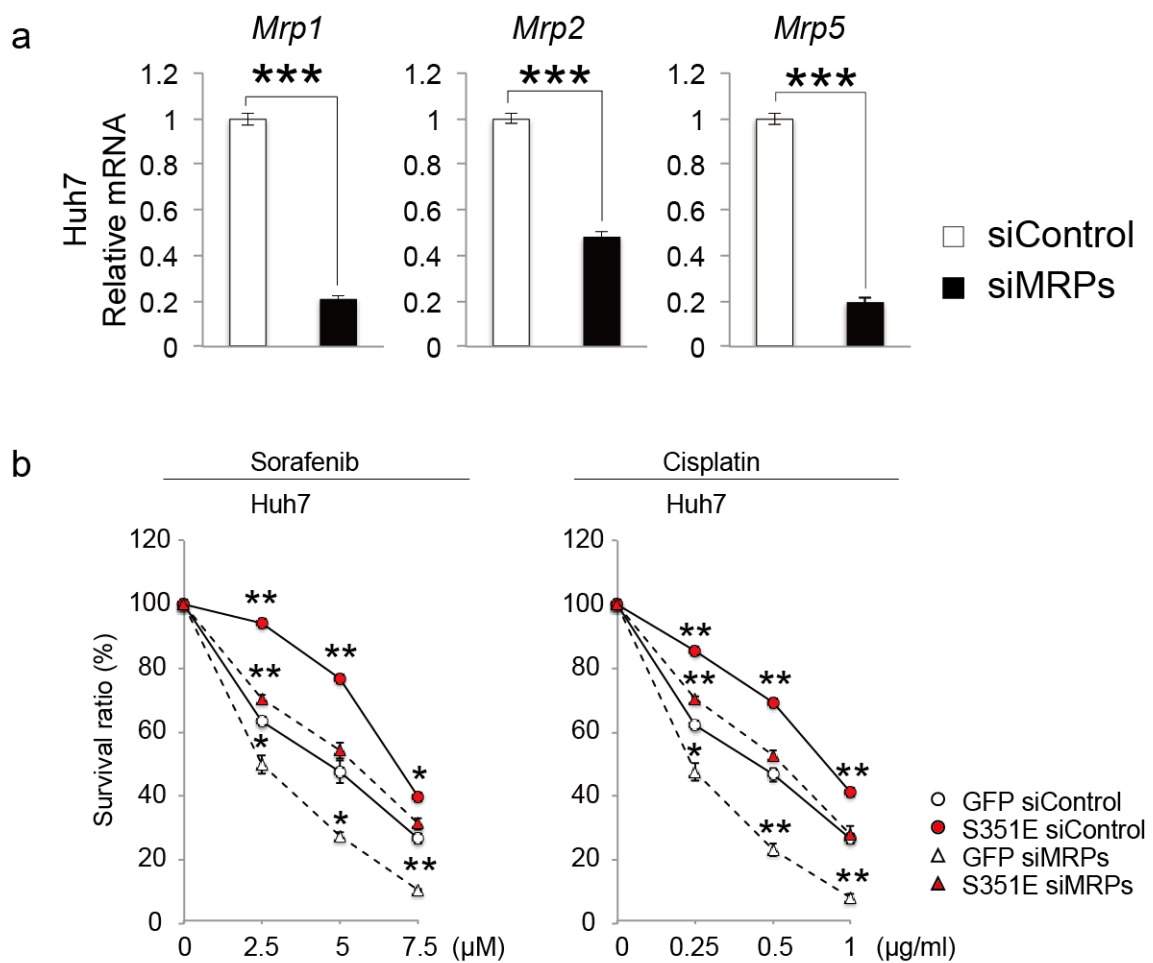 a
Mrp1
Mrp2
Mrp5
Huh7
Relative mRNA
1.2
1
0.8
0.6
0.4
0.2
0
***
1.2
1
0.8
0.6
0.4
0.2
0
***
1.2
1
0.8
0.6
0.4
0.2
0
***
siControl
siMRPs
b
Sorafenib
Huh7
Survival ratio (%)
120
100
80
60
40
20
0
**
**
**
*
*
*
**
0 2.5 5 7.5 (μM)
Cisplatin
Huh7
120
100
80
60
40
20
0
**
**
**
*
**
**
**
0 0.25 0.5 1 (μg/ml)
GFP siControl
S351E siControl
GFP siMRPs
S351E siMRPs